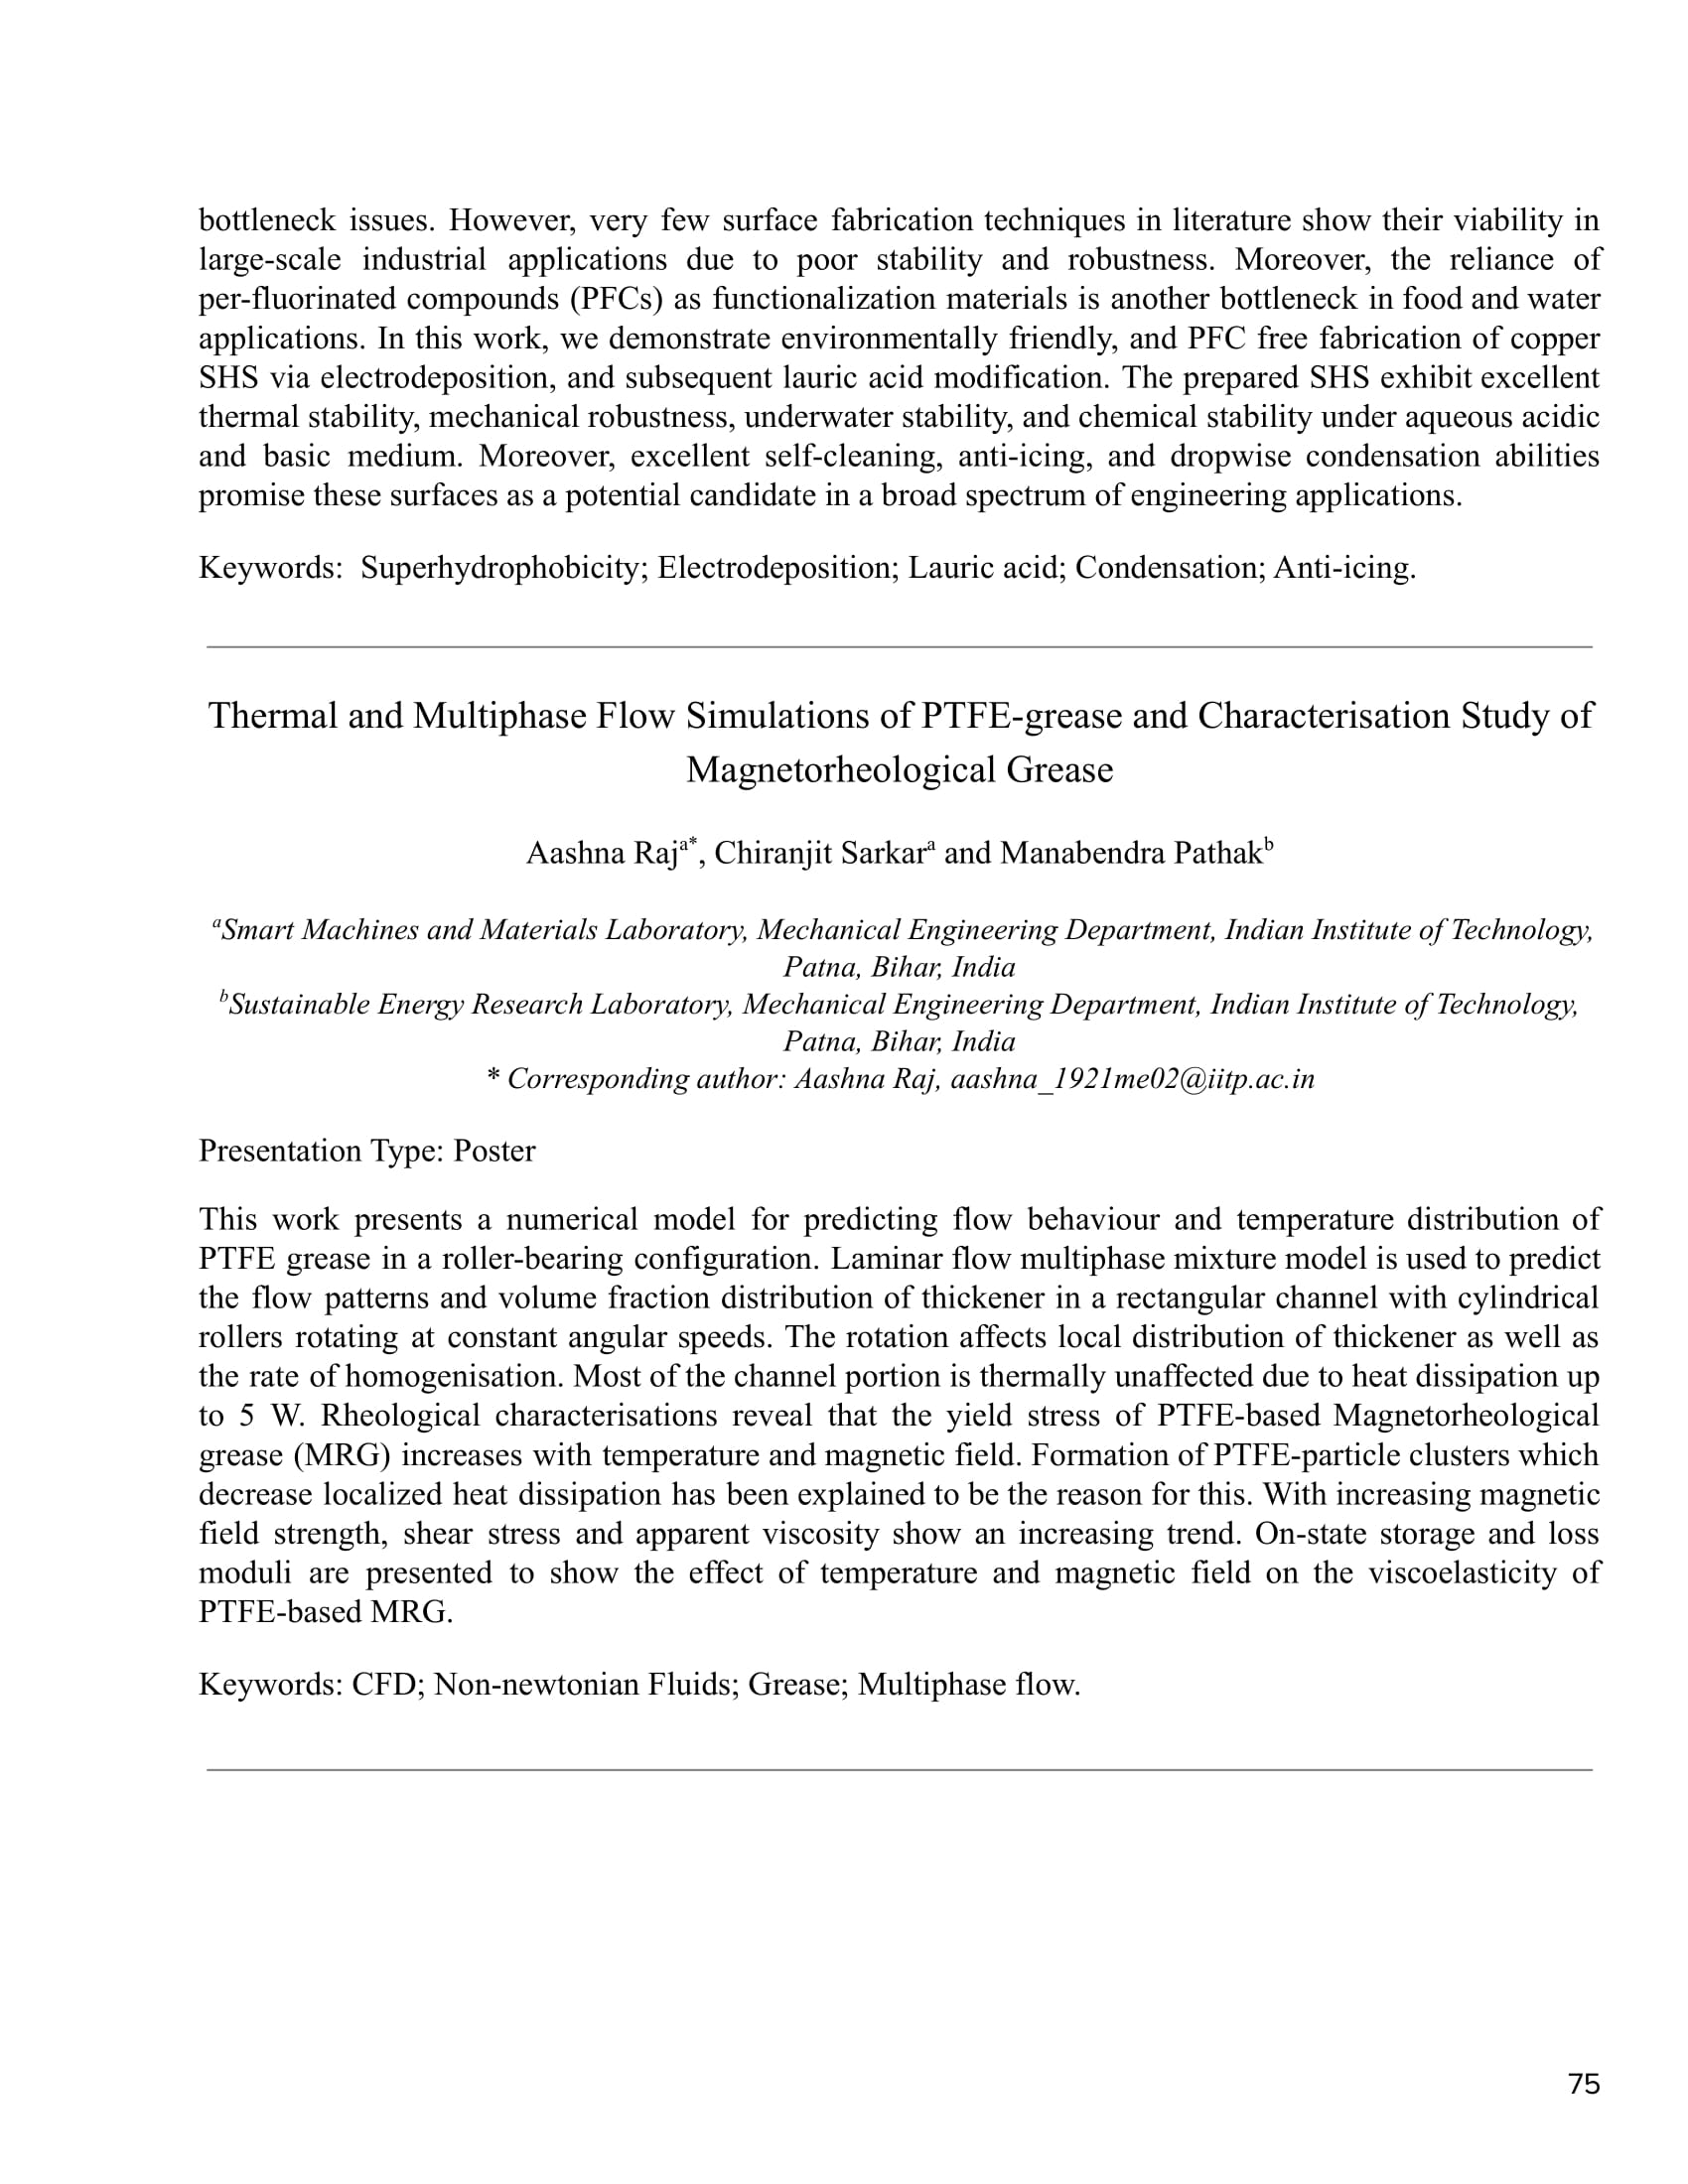 bottleneck issues. However, very few surface fabrication techniques in literature show their viability in
large-scale industrial applications due to poor stability and robustness. Moreover, the reliance of
per-fluorinated compounds (PFCs) as functionalization materials is another bottleneck in food and water
applications. In this work, we demonstrate environmentally friendly, and PFC free fabrication of copper
SHS via electrodeposition, and subsequent lauric acid modification. The prepared SHS exhibit excellent
thermal stability, mechanical robustness, underwater stability, and chemical stability under aqueous acidic
and basic medium. Moreover, excellent self-cleaning, anti-icing, and dropwise condensation abilities
promise these surfaces as a potential candidate in a broad spectrum of engineering applications.
Keywords: Superhydrophobicity; Electrodeposition; Lauric acid; Condensation; Anti-icing.
Thermal and Multiphase Flow Simulations of PTFE-grease and Characterisation Study of
Magnetorheological Grease
Aashna Raja*, Chiranjit Sarkara and Manabendra Pathakb
aSmart Machines and Materials Laboratory, Mechanical Engineering Department, Indian Institute of Technology,
Patna, Bihar, India
bSustainable Energy Research Laboratory, Mechanical Engineering Department, Indian Institute of Technology,
Patna, Bihar, India
* Corresponding author: Aashna Raj, aashna_1921me02@iitp.ac.in
Presentation Type: Poster
This work presents a numerical model for predicting flow behaviour and temperature distribution of
PTFE grease in a roller-bearing configuration. Laminar flow multiphase mixture model is used to predict
the flow patterns and volume fraction distribution of thickener in a rectangular channel with cylindrical
rollers rotating at constant angular speeds. The rotation affects local distribution of thickener as well as
the rate of homogenisation. Most of the channel portion is thermally unaffected due to heat dissipation up
to 5 W. Rheological characterisations reveal that the yield stress of PTFE-based Magnetorheological
grease (MRG) increases with temperature and magnetic field. Formation of PTFE-particle clusters which
decrease localized heat dissipation has been explained to be the reason for this. With increasing magnetic
field strength, shear stress and apparent viscosity show an increasing trend. On-state storage and loss
moduli are presented to show the effect of temperature and magnetic field on the viscoelasticity of
PTFE-based MRG.
Keywords: CFD; Non-newtonian Fluids; Grease; Multiphase flow.
75